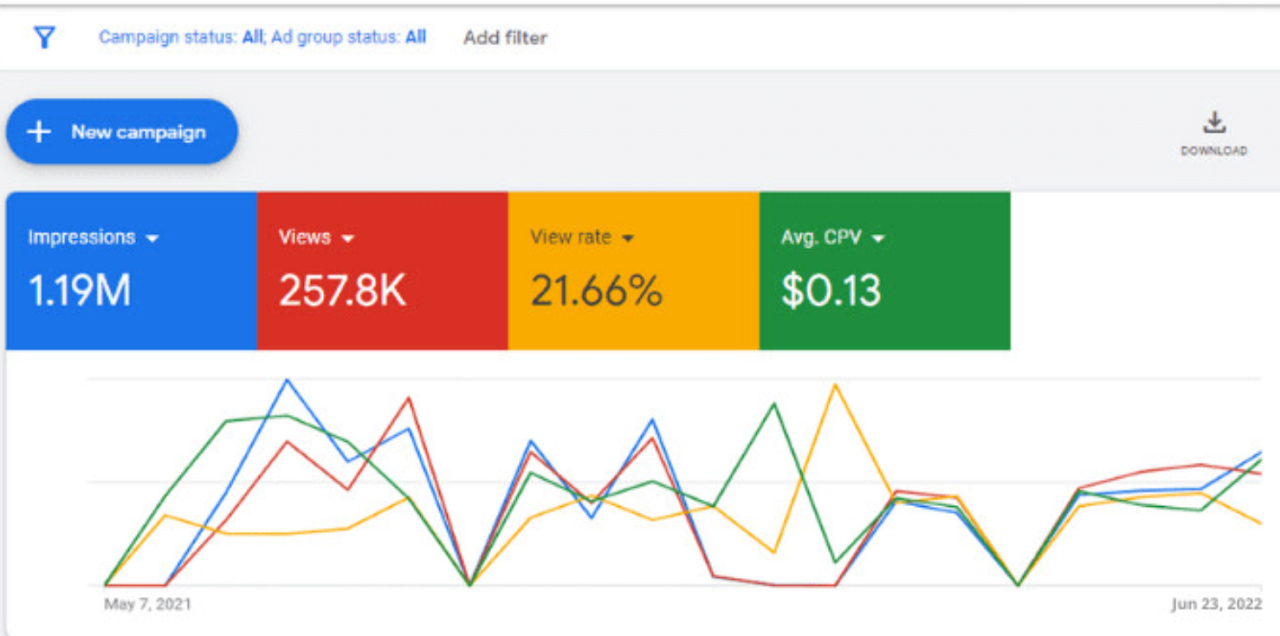 Campaign status: All; Ad group status: All Add filter
+ New campaign
DOWNLOAD
Impressions Views View rate Avg. CPV
1.19M 257.8K 21.66% $0.13
May 7, 2021 Jun 23, 2022